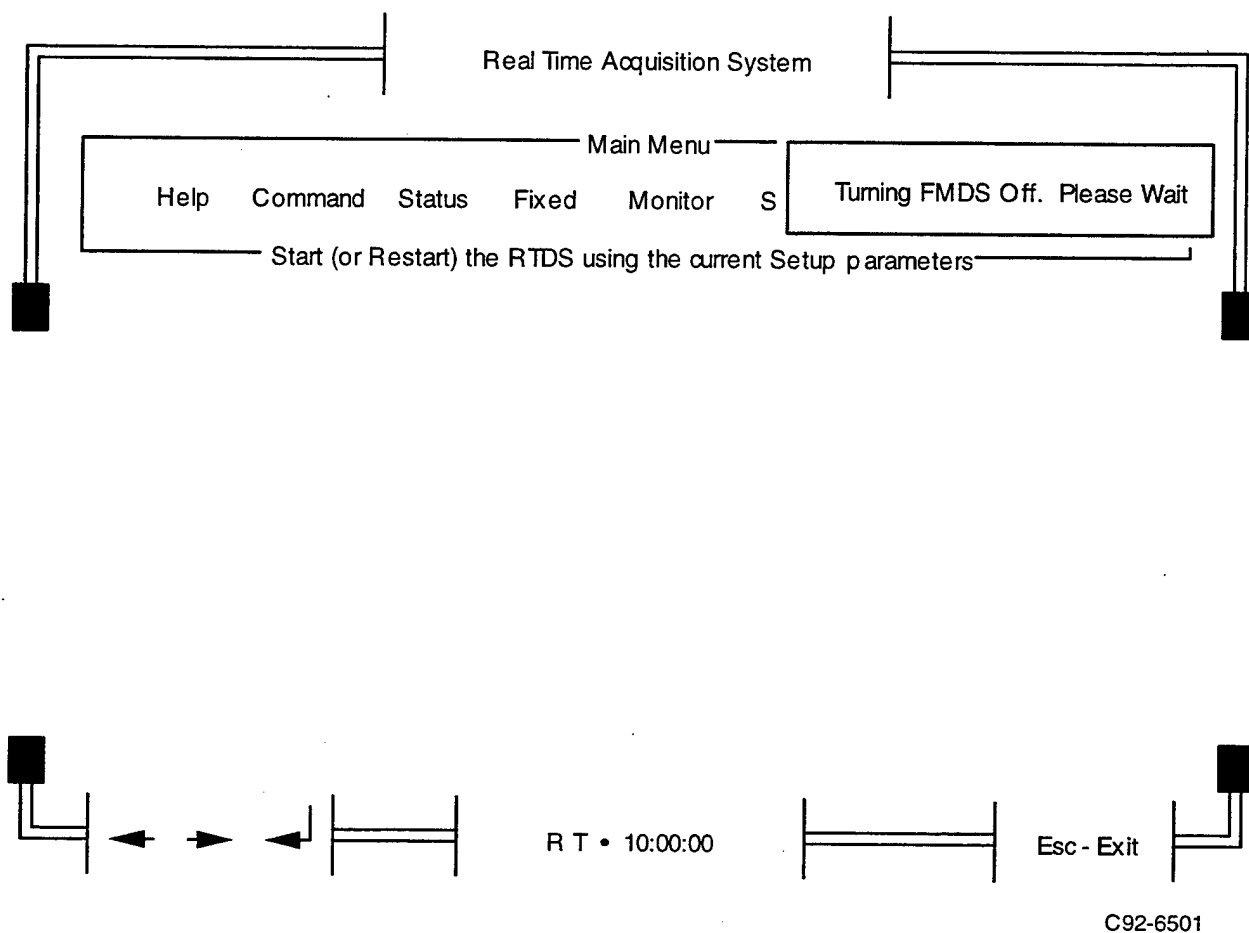 Real Time Acquisition System
Main Menu
Help Command Status Fixed Monitor S
Turning FMDS Off. Please Wait
Start (or Restart) the RTDS using the current Setup parameters
R T • 10:00:00
Esc - Exit
C92-6501